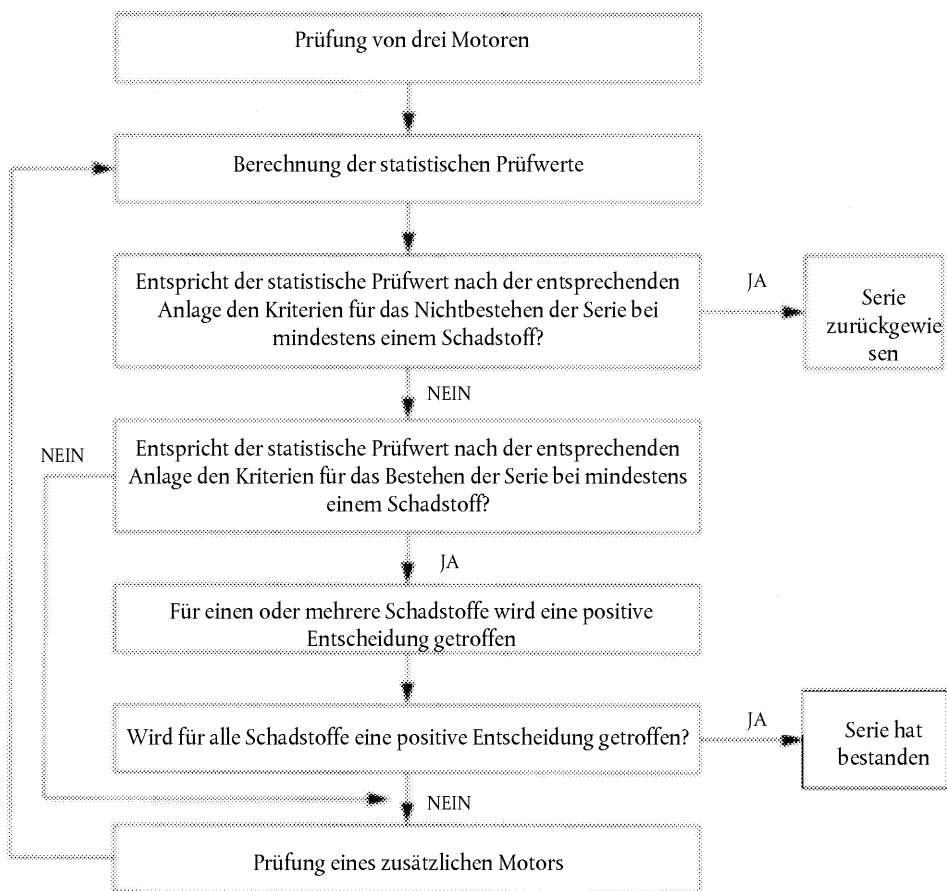 Prüfung von drei Motoren
Berechnung der statistischen Prüfwerte
Entspricht der statistische Prüfwert nach der entsprechenden
Anlage den Kriterien für das Nichtbestehen der Serie bei
mindestens einem Schadstoff?
JA
Serie
zurückgewie
sen
NEIN
Entspricht der statistische Prüfwert nach der entsprechenden
Anlage den Kriterien für das Bestehen der Serie bei mindestens
einem Schadstoff?
NEIN
JA
Für einen oder mehrere Schadstoffe wird eine positive
Entscheidung getroffen
Wird für alle Schadstoffe eine positive Entscheidung getroffen?
JA
Serie hat
bestanden
NEIN
Prüfung eines zusätzlichen Motors